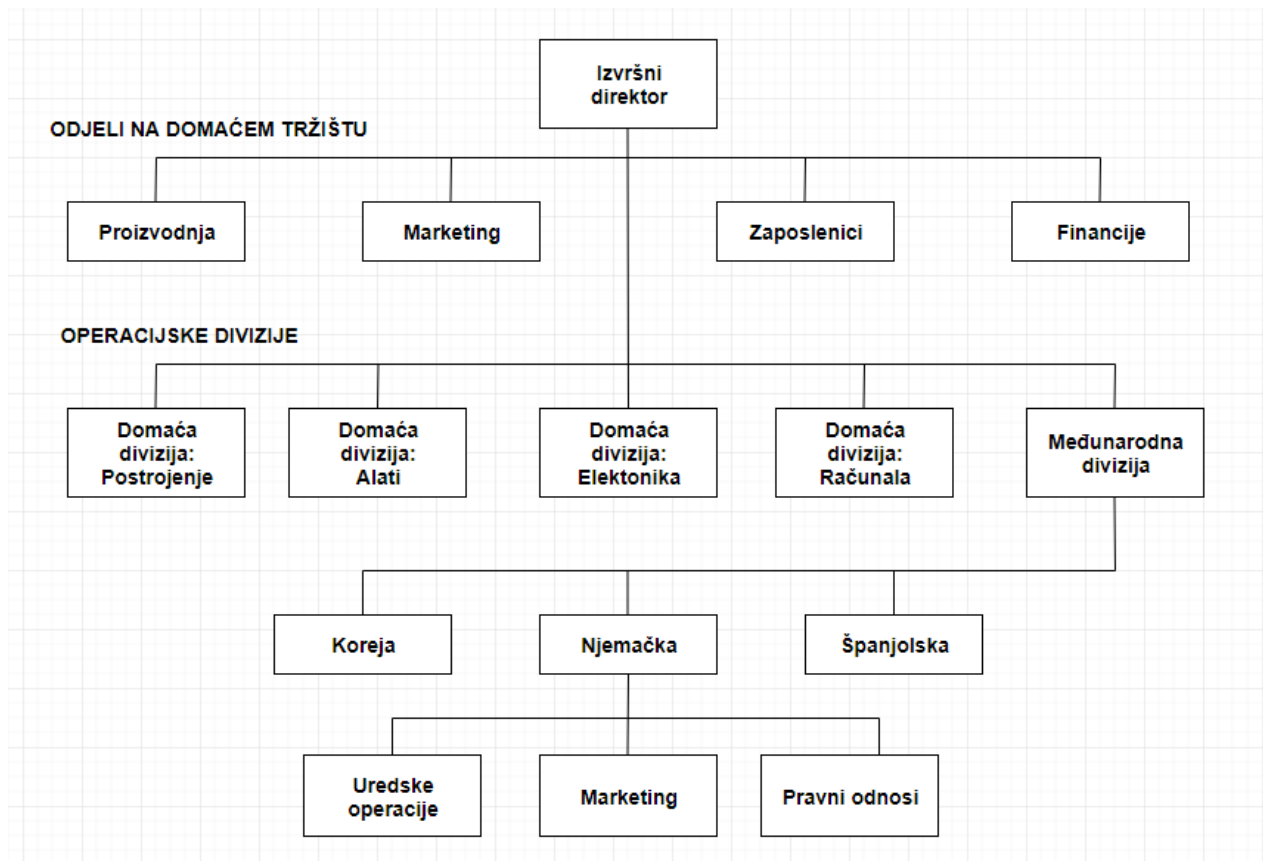 Izvršni
direktor
ODJELI NA DOMAĆEM TRŽIŠTU
Proizvodnja
Marketing
Zaposlenici
Financije
OPERACIJSKE DIVIZIJE
Domaća
divizija:
Postrojenje
Domaća
divizija:
Alati
Domaća
divizija:
Elektonika
Domaća
divizija:
Računala
Međunarodna
divizija
Koreja
Njemačka
Španjolska
Uredske
operacije
Marketing
Pravni odnosi